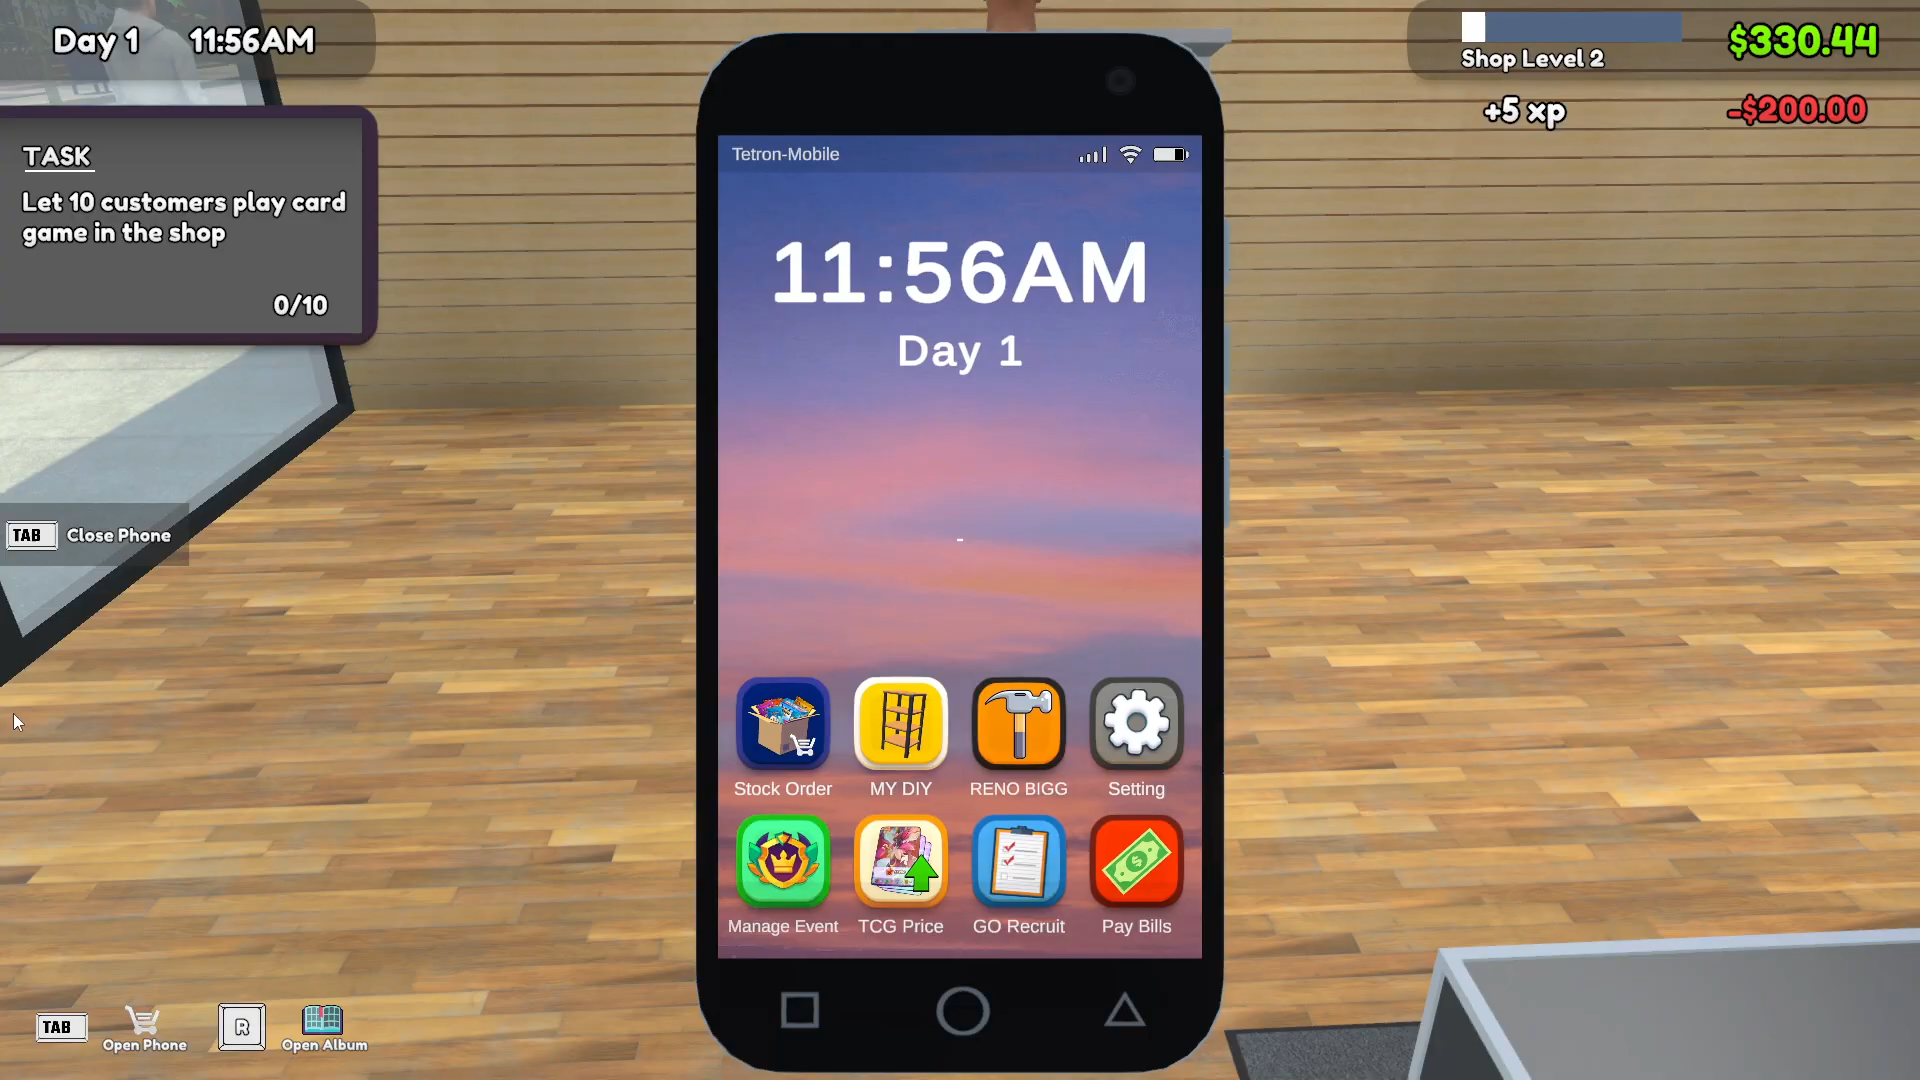 Day 1 11:56AM
Shop Level 2
$330.44
+5 xp
-$200.00
TASK
Let 10 customers play card
game in the shop
0/10
TAB Close Phone
Tetron-Mobile
11:56AM
Day 1
-
Stock Order MY DIY RENO BIGG Setting
Manage Event TCG Price GO Recruit Pay Bills
TAB Open Phone R Open Album